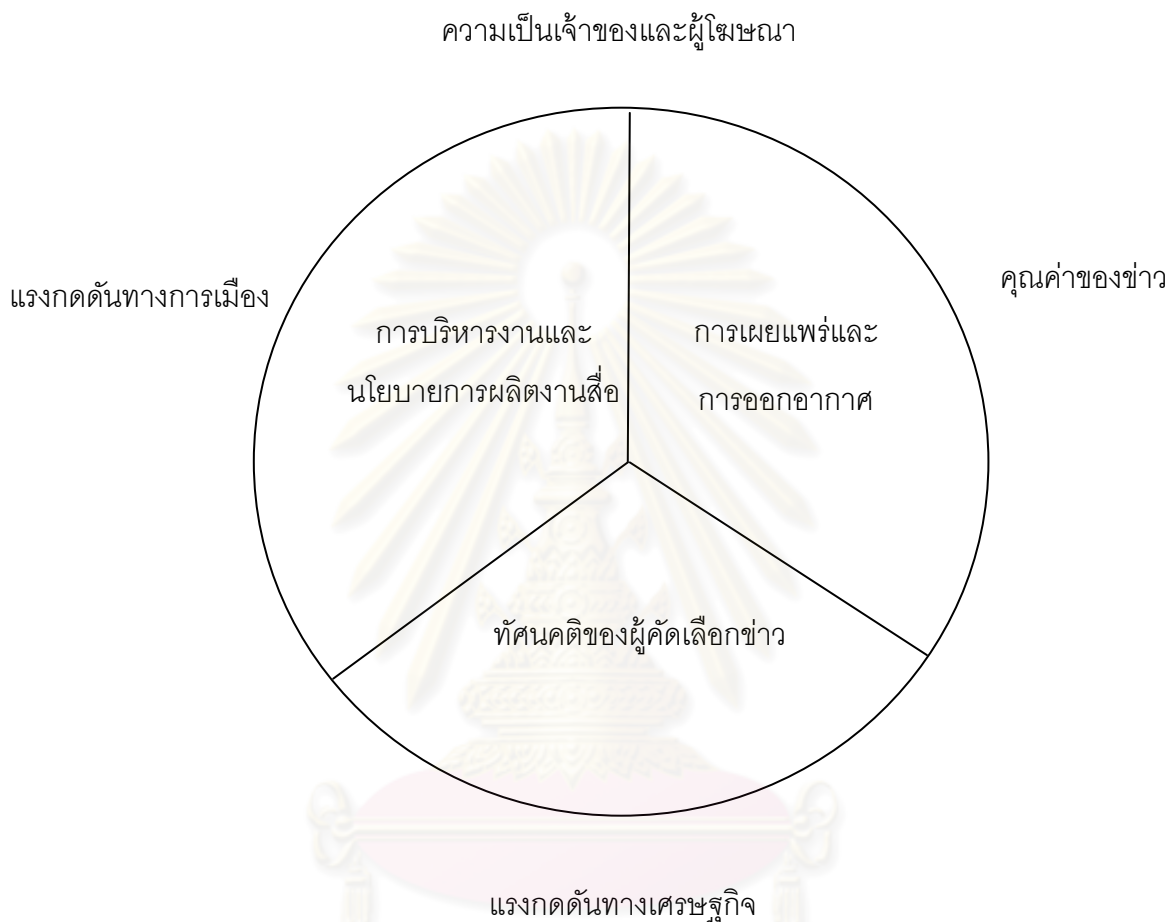 ความเป็นเจ้าของและผู้โฆษณา
แรงกดดันทางการเมือง
คุณค่าของข่าว
การบริหารงานและ
นโยบายการผลิตงานสื่อ
การเผยแพร่และ
การออกอากาศ
ทัศนคติของผู้คัดเลือกข่าว
แรงกดดันทางเศรษฐกิจ